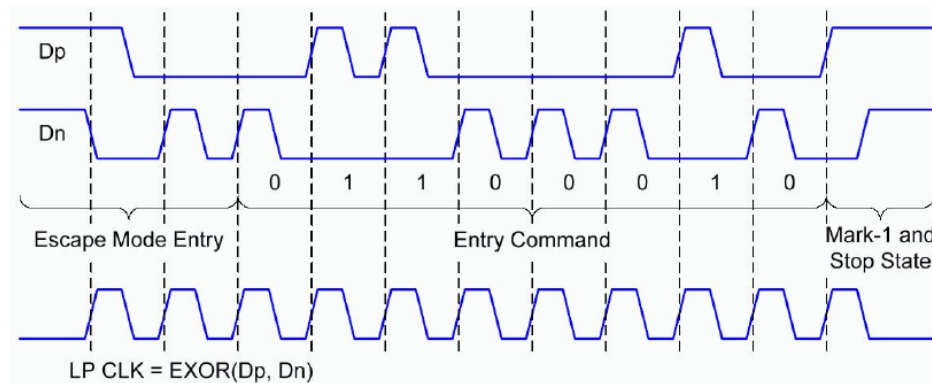 Dp
Dn
0 1 1 0 0 0 1 0
Escape Mode Entry
Entry Command
Mark-1 and
Stop State
LP CLK = EXOR(Dp, Dn)